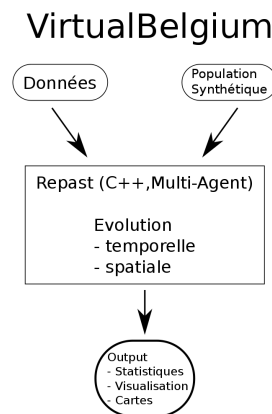 VirtualBelgium
Données
Population
Synthétique
Repast (C++,Multi-Agent)
Evolution
- temporelle
- spatiale
Output
- Statistiques
- Visualisation
- Cartes